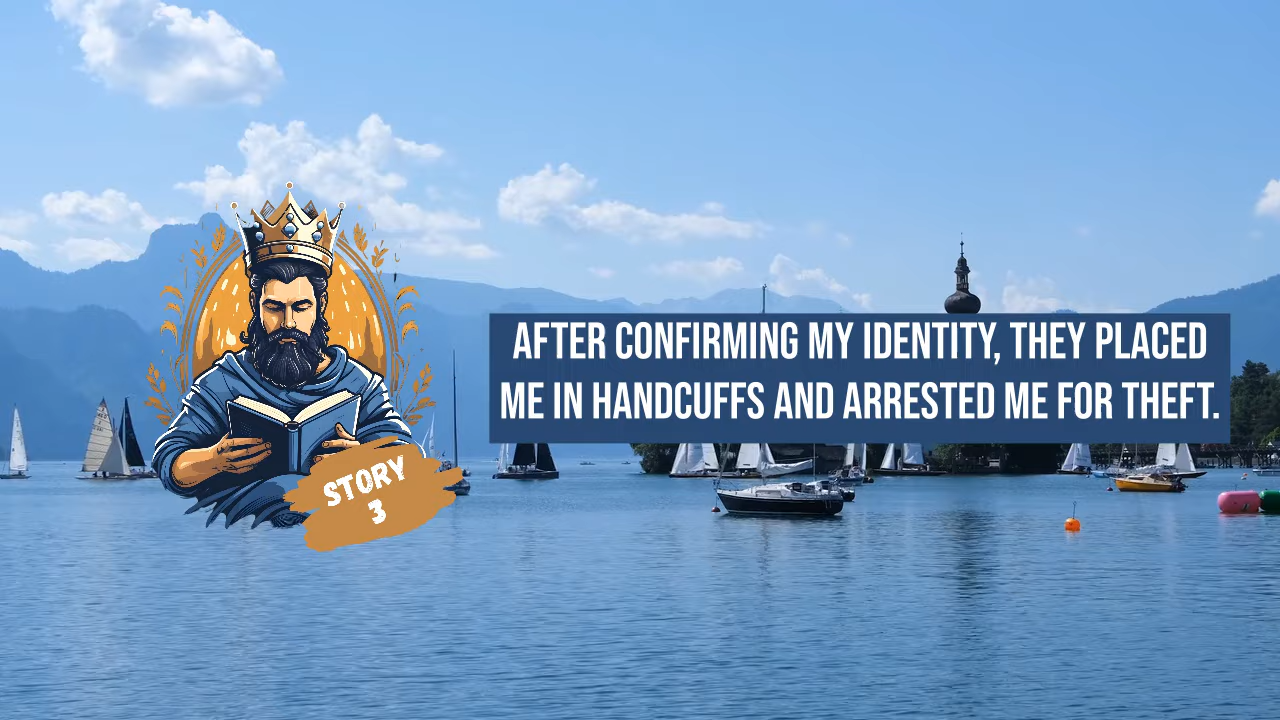 AFTER CONFIRMING MY IDENTITY, THEY PLACED
ME IN HANDCUFFS AND ARRESTED ME FOR THEFT.
STORY
3